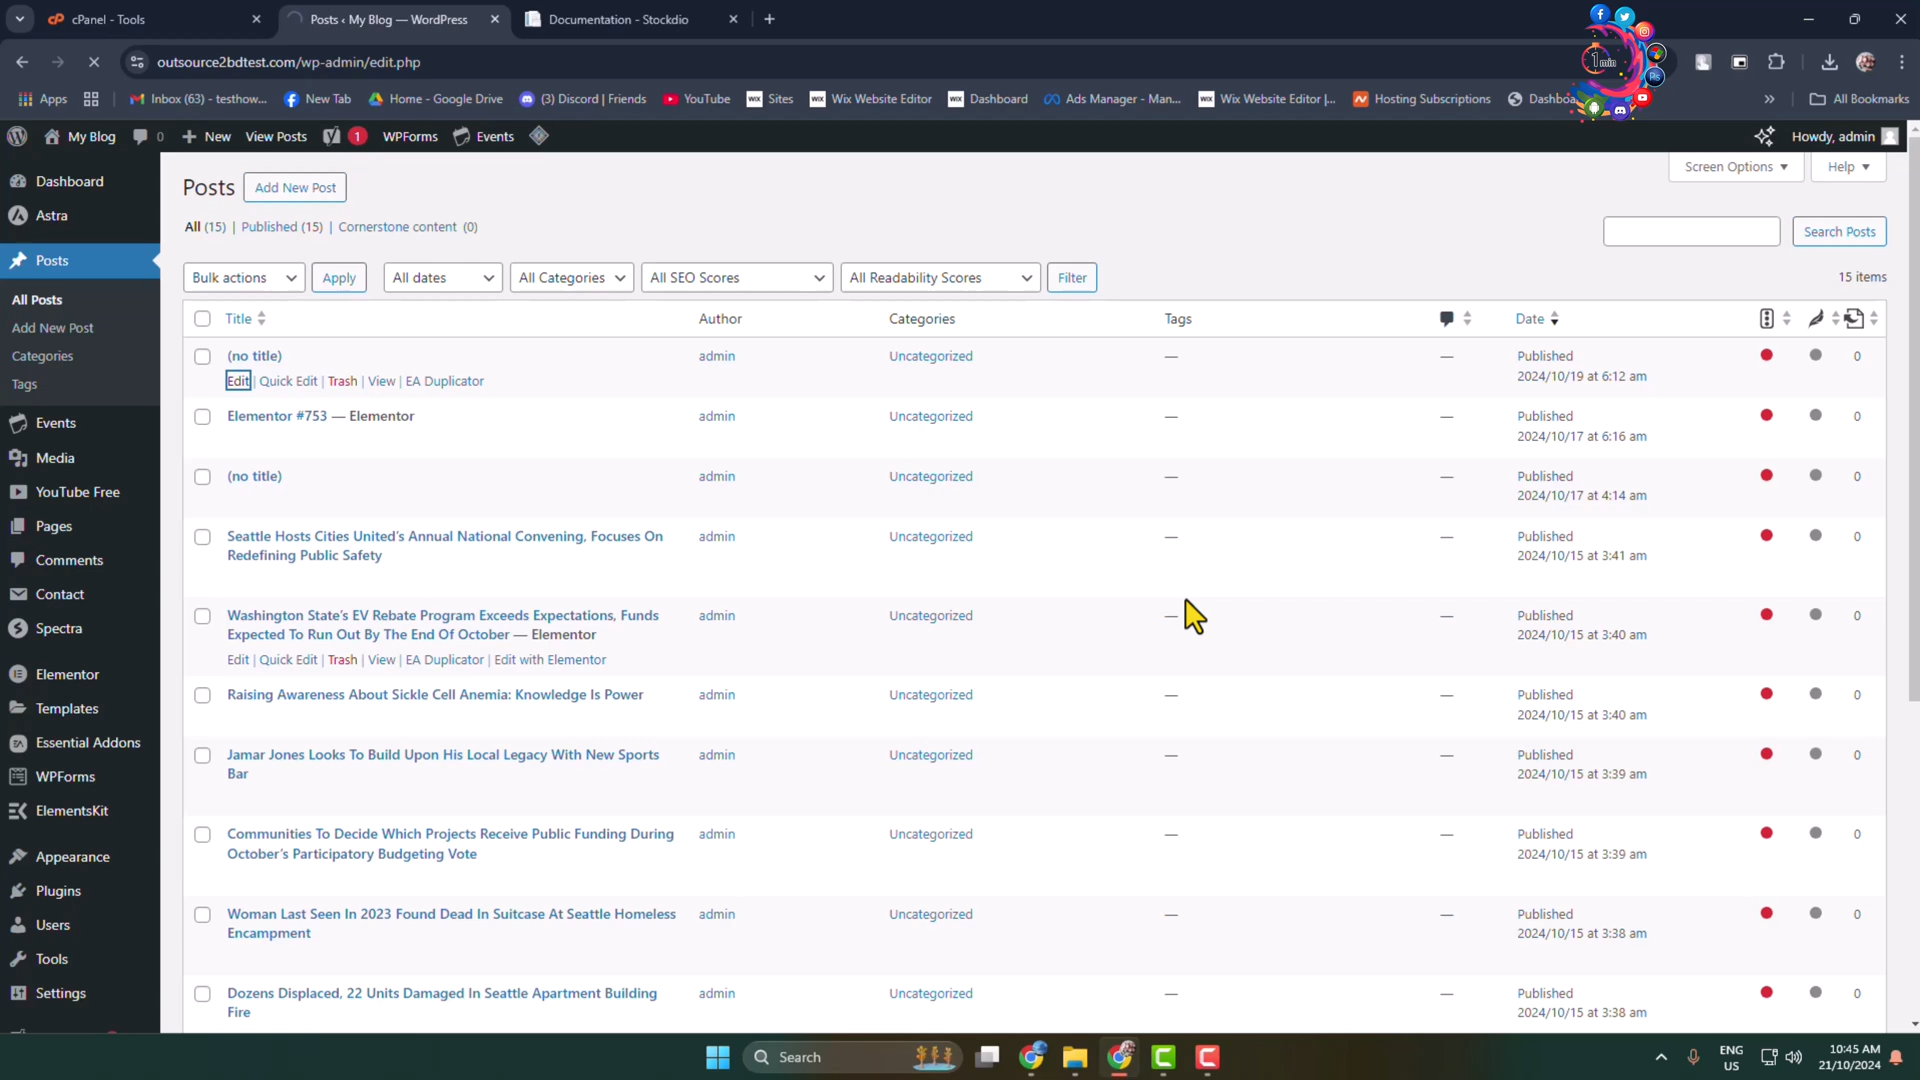 cPanel - Tools
Posts ‹ My Blog — WordPress
Documentation - Stockdio
outsource2bdtest.com/wp-admin/edit.php
1 min
Apps
Inbox (63) - testhow...
New Tab
Home - Google Drive
(3) Discord | Friends
YouTube
Sites
Wix Website Editor
Dashboard
Ads Manager - Man...
Wix Website Editor |...
Hosting Subscriptions
All Bookmarks
My Blog
0
New
View Posts
1
WPForms
Events
Howdy, admin
Dashboard
Astra
Posts
All Posts
Add New Post
Categories
Tags
Events
Media
YouTube Free
Pages
Comments
Contact
Spectra
Elementor
Templates
Essential Addons
WPForms
ElementsKit
Appearance
Plugins
Users
Tools
Settings
Posts
Add New Post
Screen Options
Help
All (15) | Published (15) | Cornerstone content (0)
Search Posts
Bulk actions
Apply
All dates
All Categories
All SEO Scores
All Readability Scores
Filter
15 items
Title
Author
Categories
Tags
Date
(no title)
admin
Uncategorized
—
—
Published
2024/10/19 at 6:12 am
0
Edit | Quick Edit | Trash | View | EA Duplicator
Elementor #753 — Elementor
admin
Uncategorized
—
—
Published
2024/10/17 at 6:16 am
0
(no title)
admin
Uncategorized
—
—
Published
2024/10/17 at 4:14 am
0
Seattle Hosts Cities United's Annual National Convening, Focuses On
Redefining Public Safety
admin
Uncategorized
—
—
Published
2024/10/15 at 3:41 am
0
Washington State's EV Rebate Program Exceeds Expectations, Funds
Expected To Run Out By The End Of October — Elementor
admin
Uncategorized
—
—
Published
2024/10/15 at 3:40 am
0
Edit | Quick Edit | Trash | View | EA Duplicator | Edit with Elementor
Raising Awareness About Sickle Cell Anemia: Knowledge Is Power
admin
Uncategorized
—
—
Published
2024/10/15 at 3:40 am
0
Jamar Jones Looks To Build Upon His Local Legacy With New Sports
Bar
admin
Uncategorized
—
—
Published
2024/10/15 at 3:39 am
0
Communities To Decide Which Projects Receive Public Funding During
October's Participatory Budgeting Vote
admin
Uncategorized
—
—
Published
2024/10/15 at 3:39 am
0
Woman Last Seen In 2023 Found Dead In Suitcase At Seattle Homeless
Encampment
admin
Uncategorized
—
—
Published
2024/10/15 at 3:38 am
0
Dozens Displaced, 22 Units Damaged In Seattle Apartment Building
Fire
admin
Uncategorized
—
—
Published
2024/10/15 at 3:38 am
0
Search
ENG
US
10:45 AM
21/10/2024